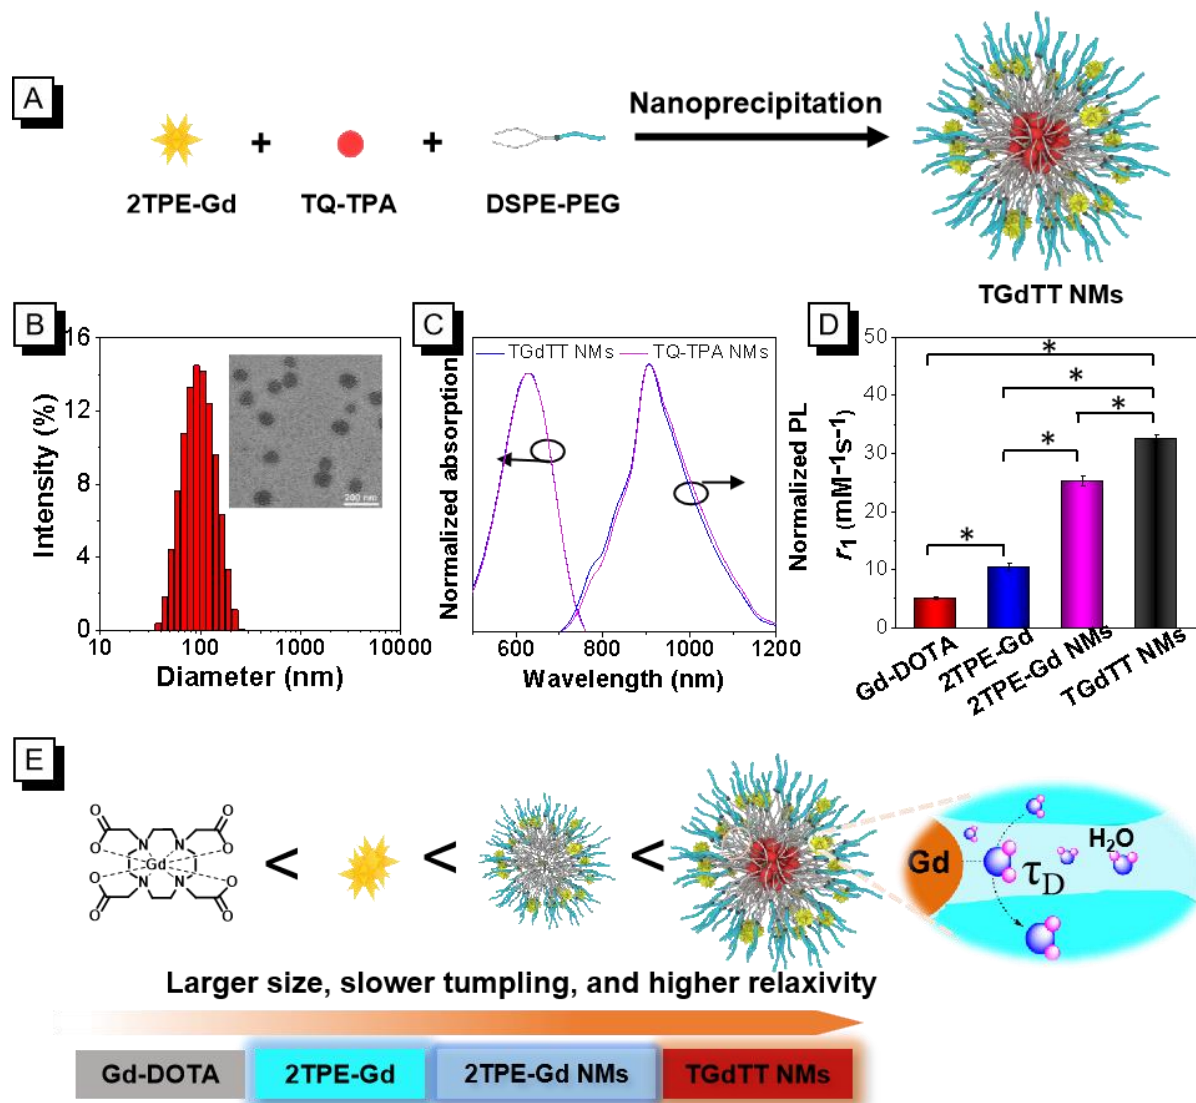 A
Nanoprecipitation
+
+
2TPE-Gd
TQ-TPA
DSPE-PEG
TGdTT NMs
B
16
12
8
4
0
Intensity (%)
200 nm
10
100
1000
10000
Diameter (nm)
C
TGdTT NMs
TQ-TPA NMs
Normalized absorption
Normalized PL
600
800
1000
1200
Wavelength (nm)
D
50
40
30
20
10
0
r1 (mM-1s-1)
*
*
*
*
*
Gd-DOTA
2TPE-Gd
2TPE-Gd NMs
TGdTT NMs
E
O
O
O
O
N
N
Gd
N
N
O
O
O
O
<
<
<
Gd
H2O
τD
Larger size, slower tumpling, and higher relaxivity
Gd-DOTA
2TPE-Gd
2TPE-Gd NMs
TGdTT NMs